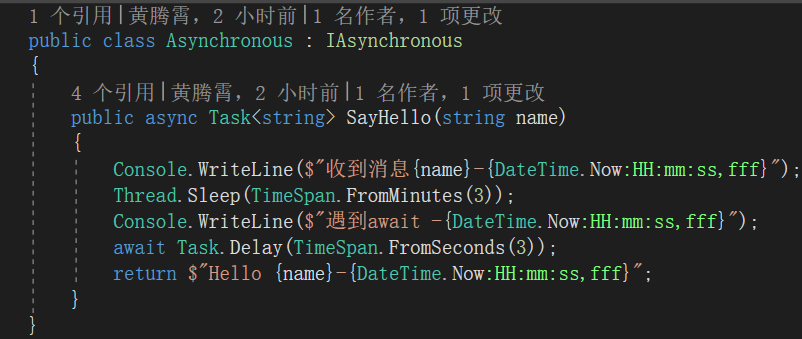 1 个引用|黄腾霄，2 小时前|1 名作者，1 项更改
public class Asynchronous : IAsynchronous
{
4 个引用|黄腾霄，2 小时前|1 名作者，1 项更改
public async Task<string> SayHello(string name)
{
Console.WriteLine($"收到消息{name}-{DateTime.Now:HH:mm:ss,fff}");
Thread.Sleep(TimeSpan.FromMinutes(3));
Console.WriteLine($"遇到await -{DateTime.Now:HH:mm:ss,fff}");
await Task.Delay(TimeSpan.FromSeconds(3));
return $"Hello {name}-{DateTime.Now:HH:mm:ss,fff}";
}
}